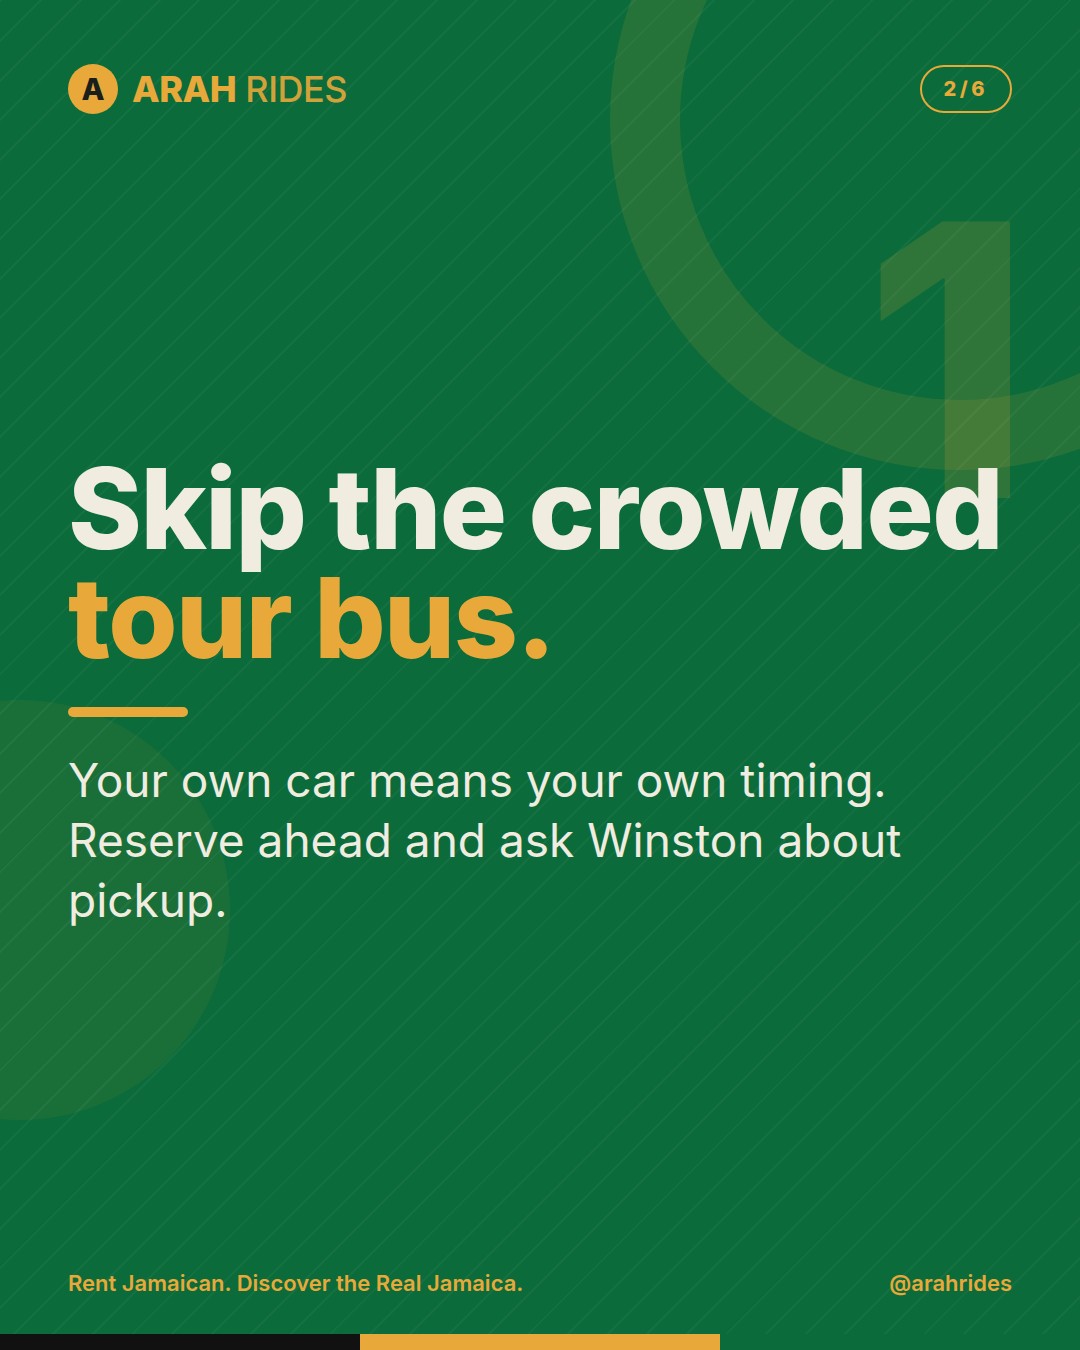 A ARAH RIDES
2/6
1
Skip the crowded
tour bus.
Your own car means your own timing.
Reserve ahead and ask Winston about
pickup.
Rent Jamaican. Discover the Real Jamaica.
@arahrides